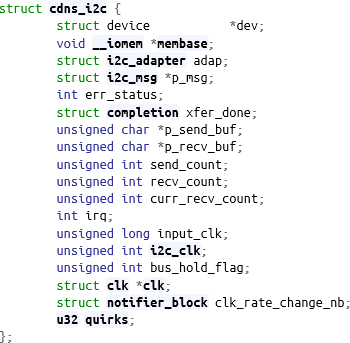 struct cdns_i2c {
struct device *dev;
void __iomem *membase;
struct i2c_adapter adap;
struct i2c_msg *p_msg;
int err_status;
struct completion xfer_done;
unsigned char *p_send_buf;
unsigned char *p_recv_buf;
unsigned int send_count;
unsigned int recv_count;
unsigned int curr_recv_count;
int irq;
unsigned long input_clk;
unsigned int i2c_clk;
unsigned int bus_hold_flag;
struct clk *clk;
struct notifier_block clk_rate_change_nb;
u32 quirks;
};